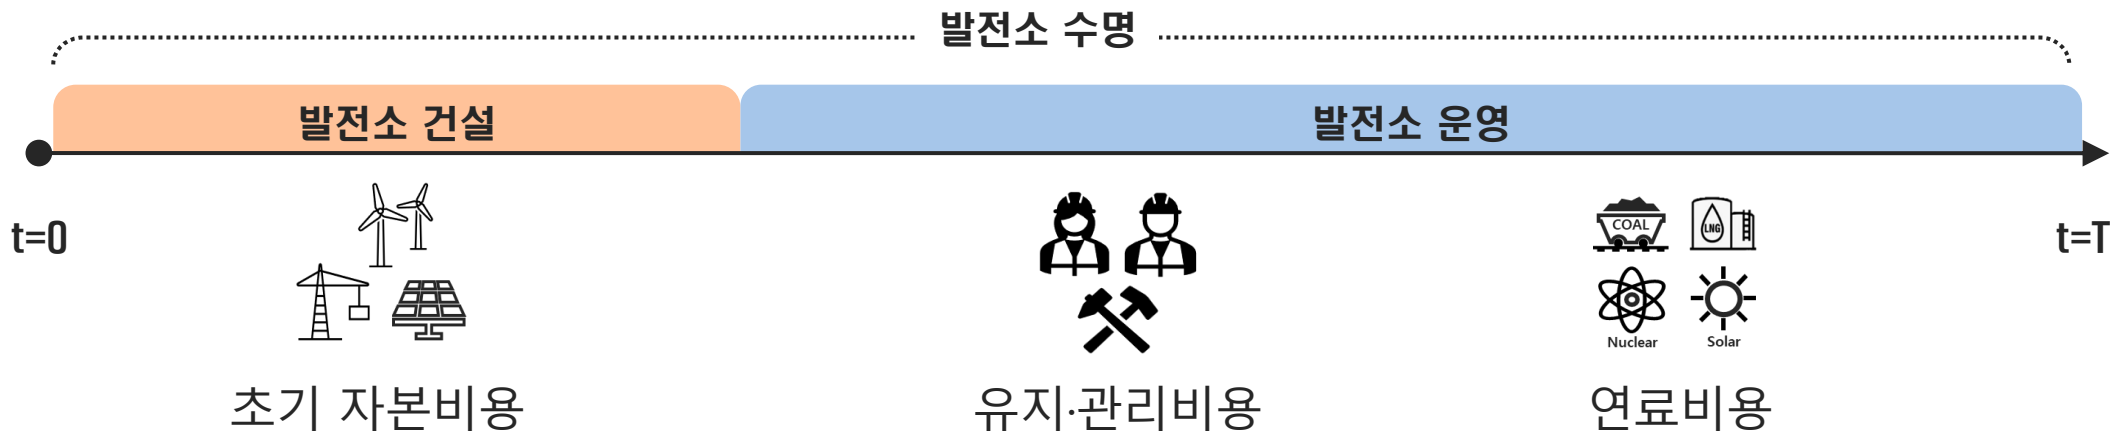 발전소 수명
발전소 건설
발전소 운영
t=0
t=T
COAL
LNG
Nuclear
Solar
초기 자본비용
유지·관리비용
연료비용